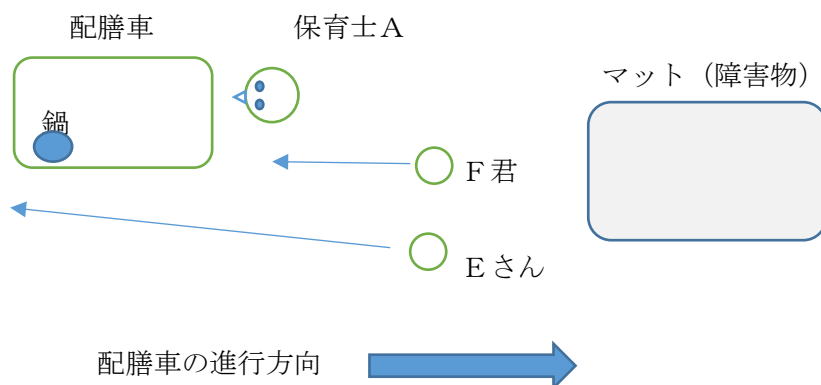 配膳車
保育士A
マット（障害物）
鍋
Ｆ君
Ｅさん
配膳車の進行方向